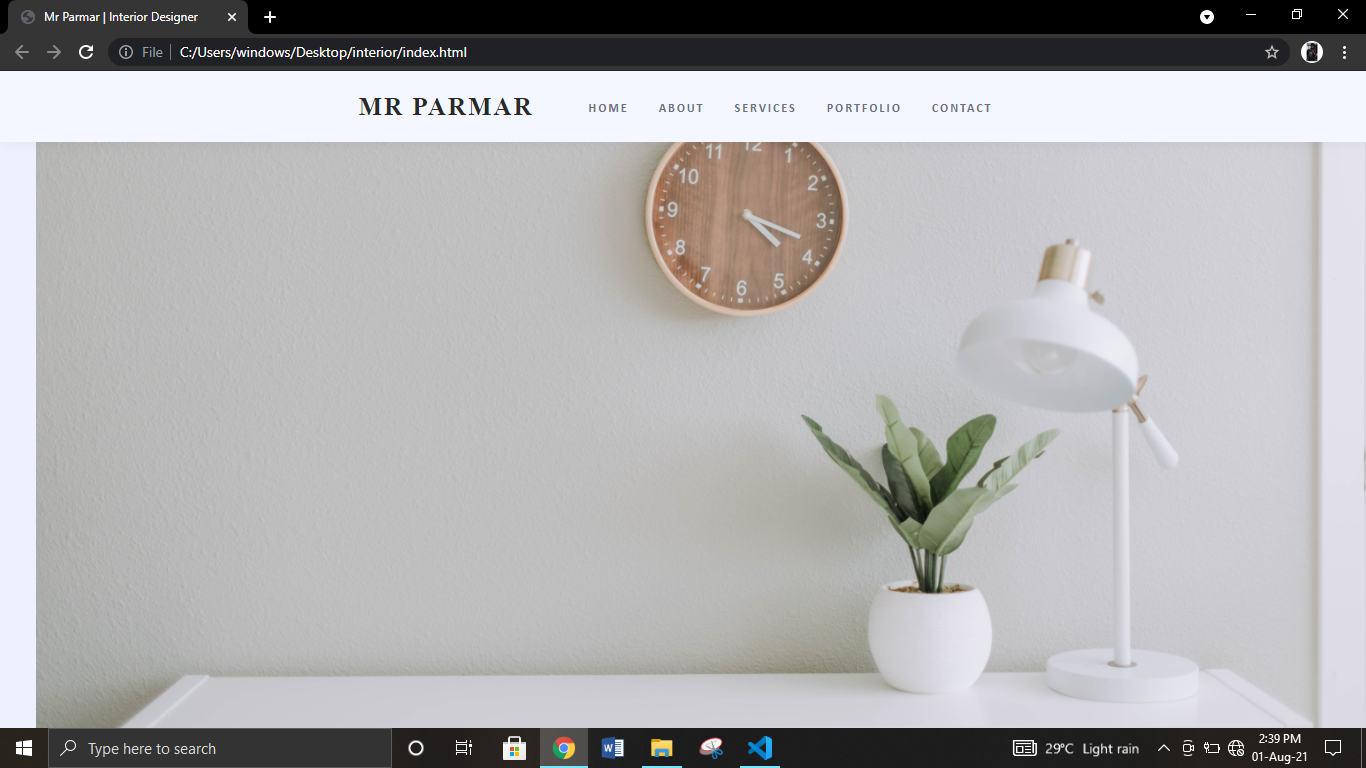 Mr Parmar | Interior Designer
File
C:/Users/windows/Desktop/interior/index.html
MR PARMAR
HOME ABOUT SERVICES PORTFOLIO CONTACT
11 12 1
10 2
9 3
8 4
7 6 5
Type here to search
29°C Light rain
2:39 PM
01-Aug-21